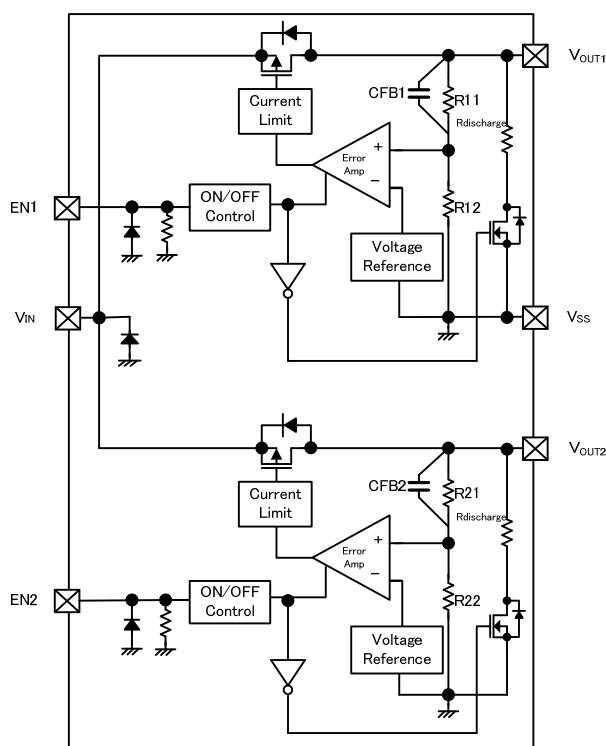 VOUT1
Current
Limit
CFB1
R11
Rdischarge
+
Error
Amp
−
EN1
ON/OFF
Control
R12
Voltage
Reference
VIN
VSS
VOUT2
Current
Limit
CFB2
R21
Rdischarge
+
Error
Amp
−
EN2
ON/OFF
Control
R22
Voltage
Reference